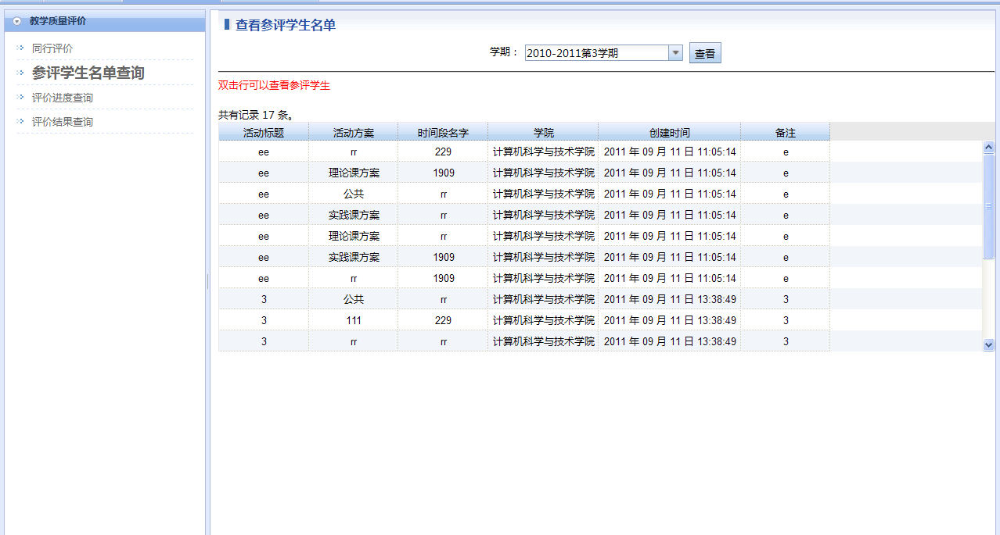 教学质量评价
同行评价
参评学生名单查询
评价进度查询
评价结果查询
查看参评学生名单
学期： 2010-2011第3学期 查看
双击行可以查看参评学生
共有记录 17 条。
活动标题 活动方案 时间段名字 学院 创建时间 备注
ee rr 229 计算机科学与技术学院 2011 年 09 月 11 日 11:05:14 e
ee 理论课方案 1909 计算机科学与技术学院 2011 年 09 月 11 日 11:05:14 e
ee 公共 rr 计算机科学与技术学院 2011 年 09 月 11 日 11:05:14 e
ee 实践课方案 rr 计算机科学与技术学院 2011 年 09 月 11 日 11:05:14 e
ee 理论课方案 rr 计算机科学与技术学院 2011 年 09 月 11 日 11:05:14 e
ee 实践课方案 1909 计算机科学与技术学院 2011 年 09 月 11 日 11:05:14 e
ee rr 1909 计算机科学与技术学院 2011 年 09 月 11 日 11:05:14 e
3 公共 rr 计算机科学与技术学院 2011 年 09 月 11 日 13:38:49 3
3 111 229 计算机科学与技术学院 2011 年 09 月 11 日 13:38:49 3
3 rr rr 计算机科学与技术学院 2011 年 09 月 11 日 13:38:49 3